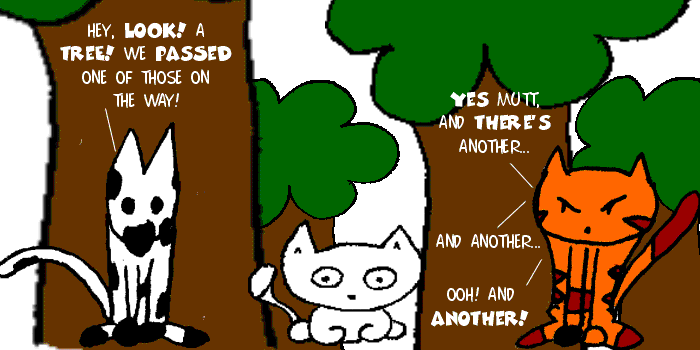 HEY, LOOK! A
TREE! WE PASSED
ONE OF THOSE ON
THE WAY!
YES MUTT,
AND THERE'S
ANOTHER...
AND ANOTHER...
OOH! AND
ANOTHER!